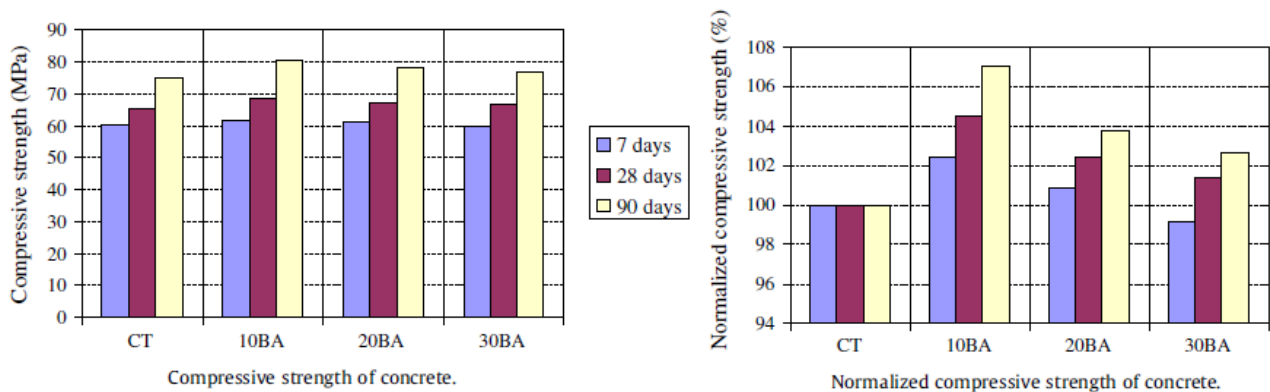 Compressive strength (MPa)
90
80
70
60
50
40
30
20
10
0
CT 10BA 20BA 30BA
Compressive strength of concrete.
7 days
28 days
90 days
Normalized compressive strength (%)
108
106
104
102
100
98
96
94
CT 10BA 20BA 30BA
Normalized compressive strength of concrete.